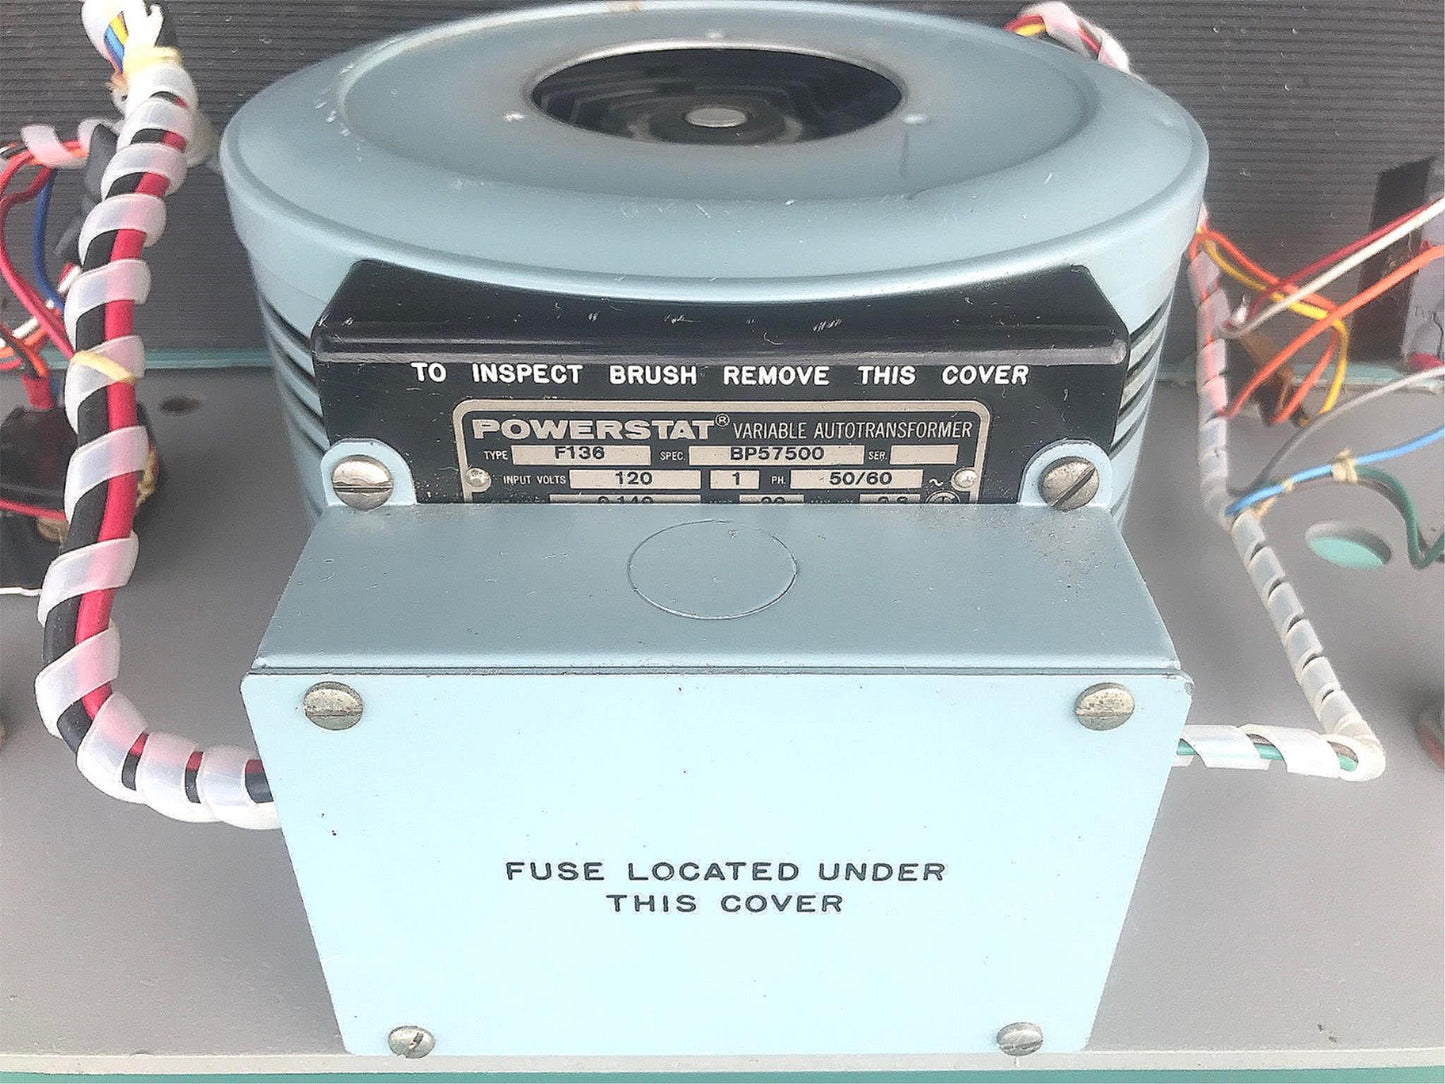 TO INSPECT BRUSH REMOVE THIS COVER
POWERSTAT® VARIABLE AUTOTRANSFORMER
TYPE F136 SPEC. BP57500 SER.
INPUT VOLTS 120 1 PH. 50/60 ~
FUSE LOCATED UNDER
THIS COVER